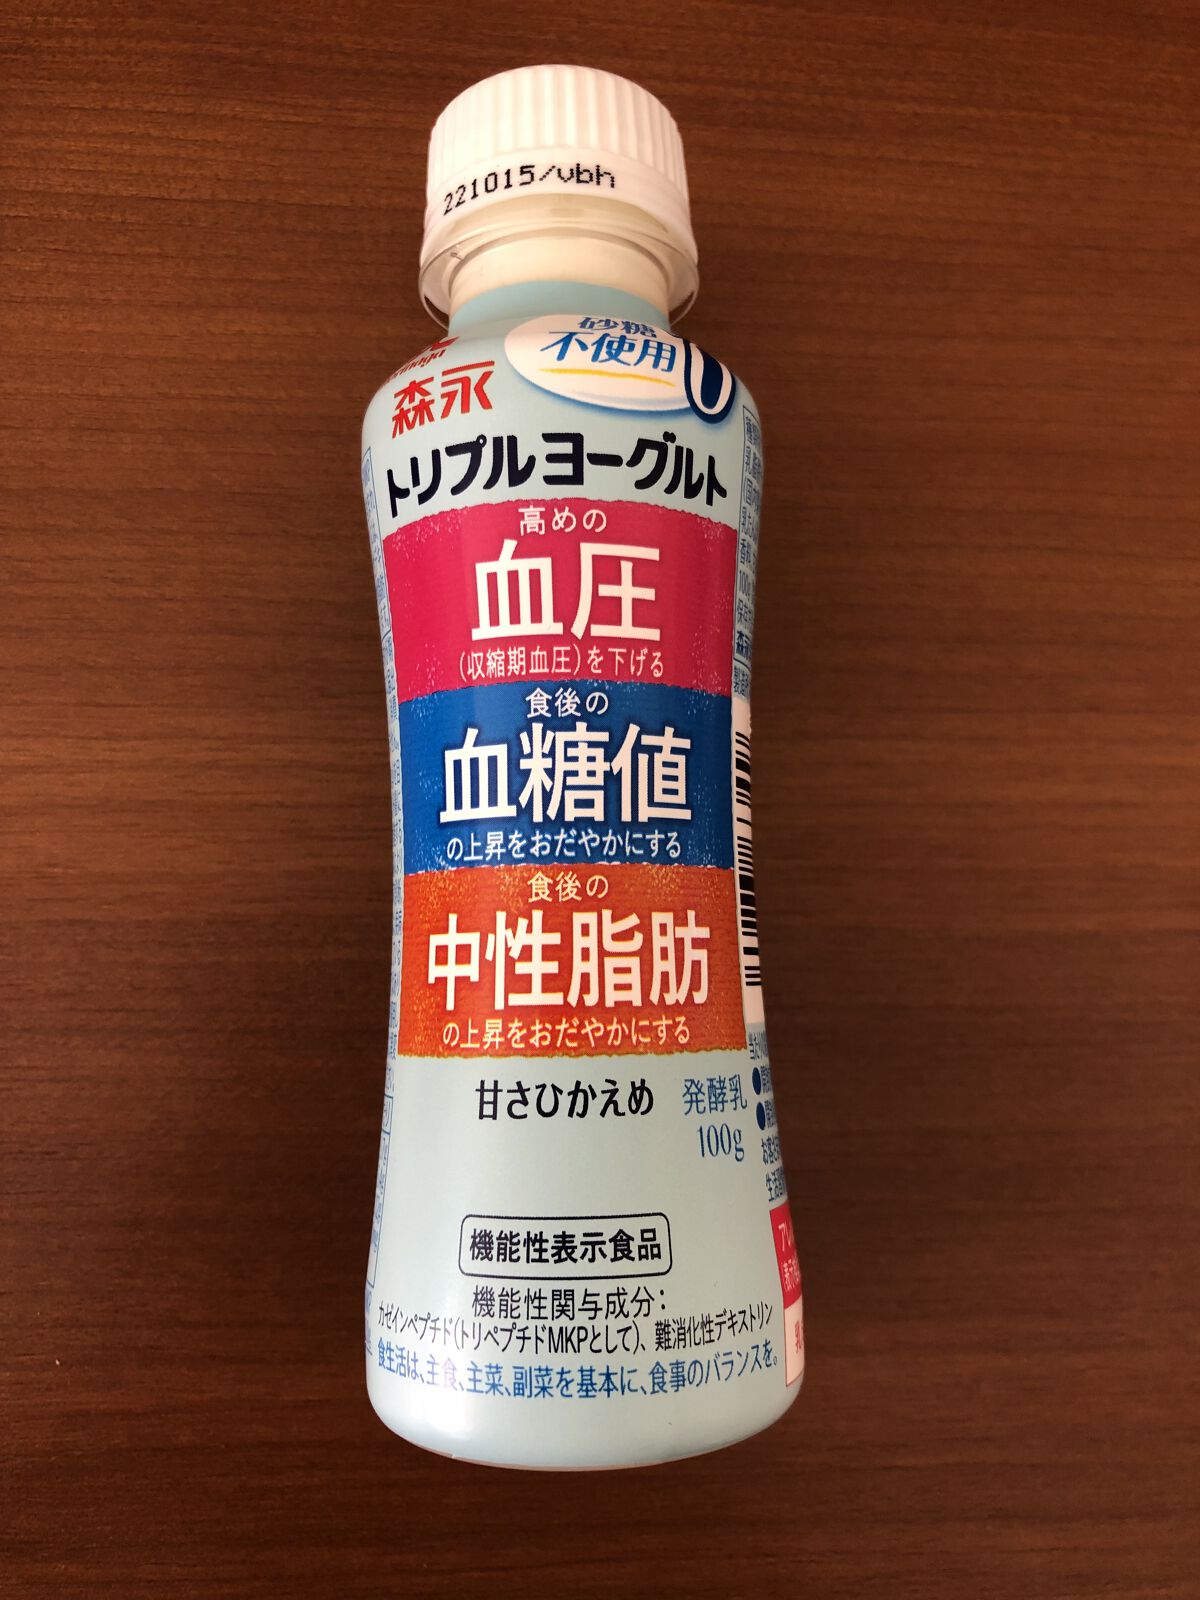 221015/vbh
砂糖
不使用
0
森永
トリプルヨーグルト
高めの
血圧
(収縮期血圧)を下げる
食後の
血糖値
の上昇をおだやかにする
食後の
中性脂肪
の上昇をおだやかにする
甘さひかえめ
発酵乳
100g
機能性表示食品
機能性関与成分:
カゼインペプチド(トリペプチドMKPとして)、難消化性デキストリン
食生活は、主食、主菜、副菜を基本に、食事のバランスを。